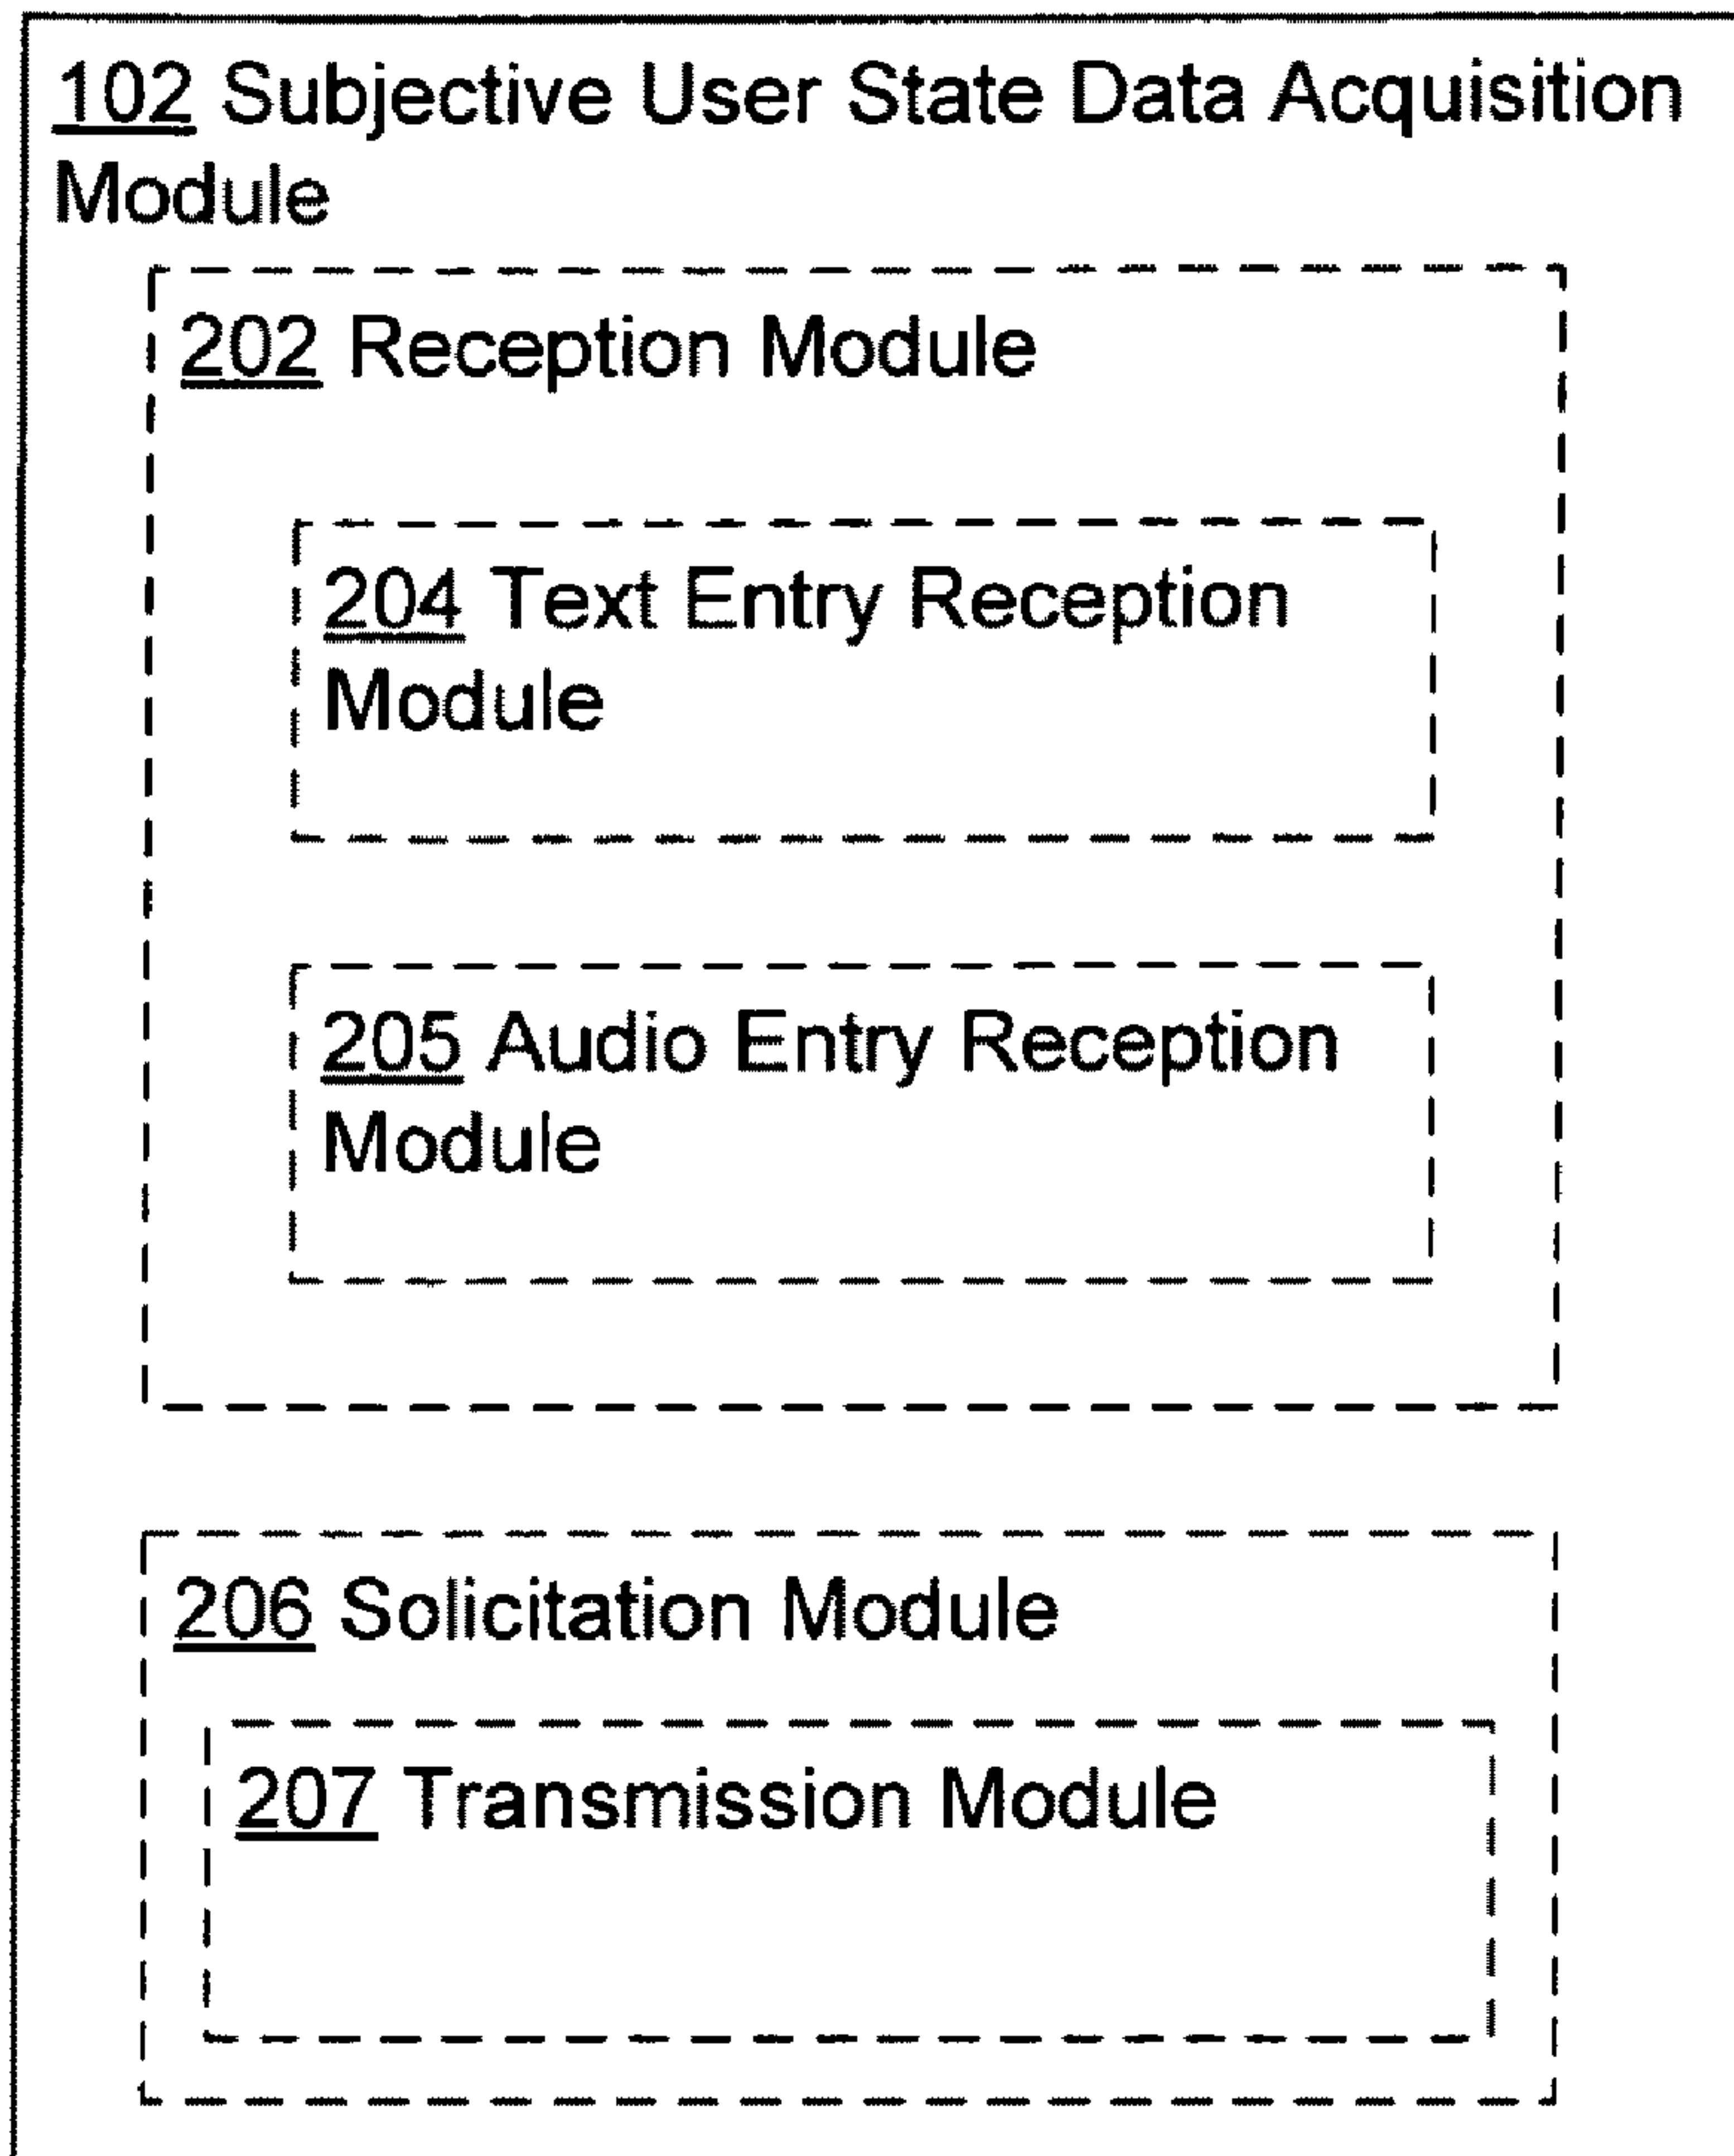 102 Subjective User State Data Acquisition
Module
202 Reception Module
204 Text Entry Reception
Module
205 Audio Entry Reception
Module
206 Solicitation Module
207 Transmission Module